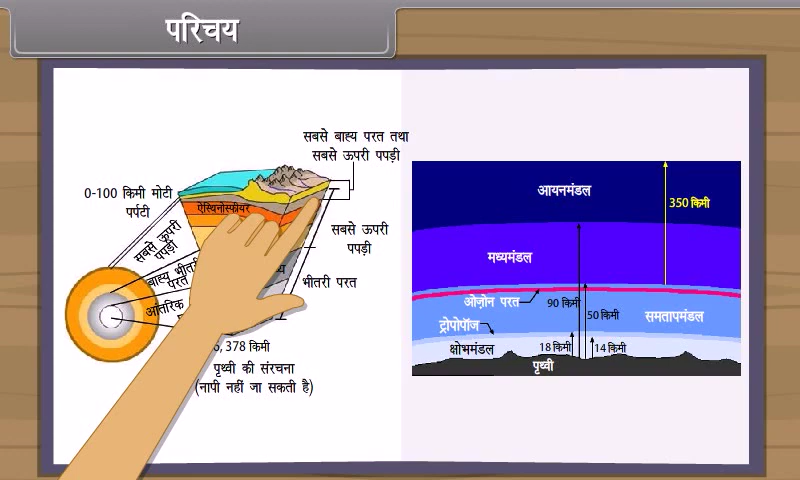 परिचय
सबसे बाह्य परत तथा
सबसे ऊपरी पपड़ी
0-100 किमी मोटी
पर्पटी
ऐस्थिनोस्फीयर
सबसे ऊपरी
पपड़ी
सबसे ऊपरी
पपड़ी
बाह्य भीतरी
परत
भीतरी परत
आंतरिक
378 किमी
पृथ्वी की संरचना
(नापी नहीं जा सकती है)
आयनमंडल
350 किमी
मध्यमंडल
ओज़ोन परत
90 किमी
50 किमी
समतापमंडल
ट्रोपोपॉज
क्षोभमंडल
18 किमी
14 किमी
पृथ्वी